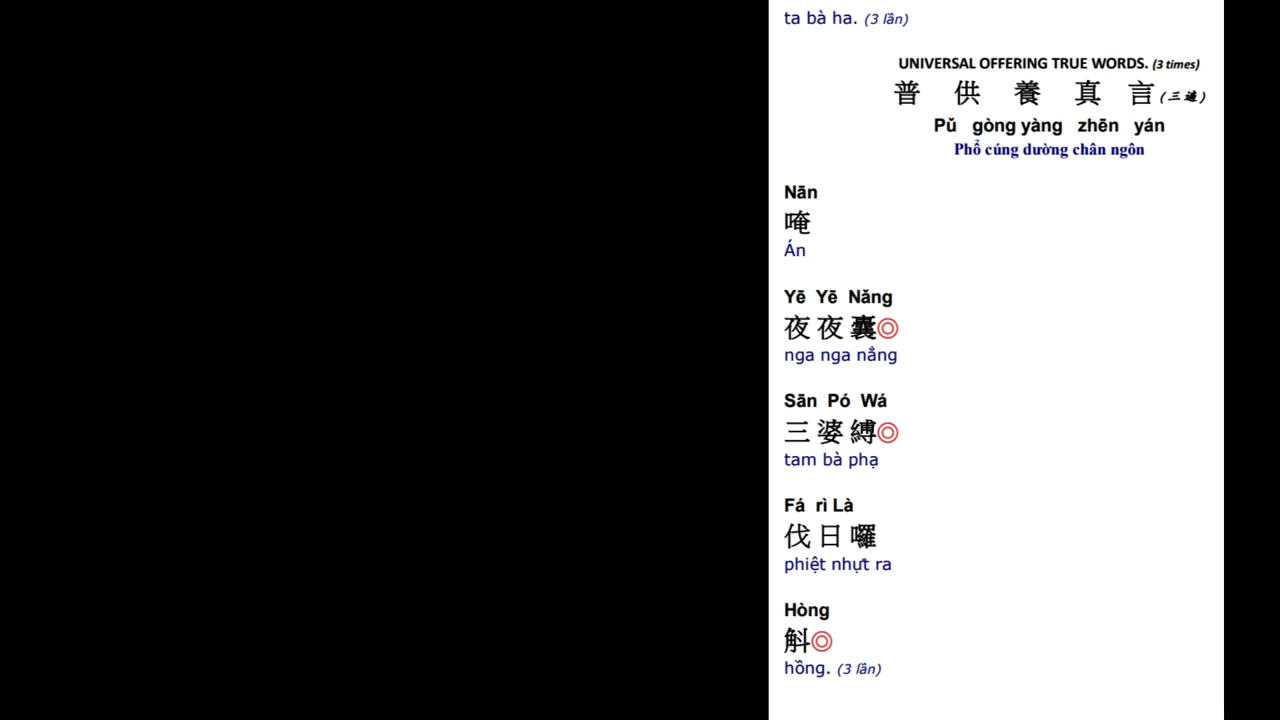 ta bà ha. (3 lần)
UNIVERSAL OFFERING TRUE WORDS. (3 times)
普 供 養 真 言 (三遍)
Pǔ gòng yàng zhēn yán
Phổ cúng dường chân ngôn
Nān
唵
Án
Yē Yē Nǎng
夜夜曩◎
nga nga nẳng
Sān Pó Wá
三婆縛◎
tam bà phạ
Fá rì Là
伐日囉
phiệt nhựt ra
Hòng
斛◎
hồng. (3 lần)